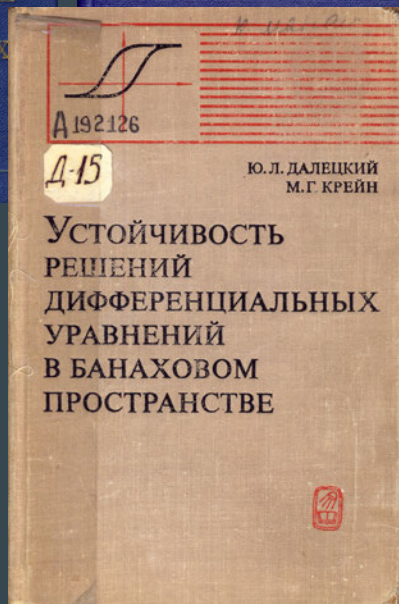 Д 192126
Д-15
Ю. Л. ДАЛЕЦКИЙ
М. Г. КРЕЙН
УСТОЙЧИВОСТЬ
РЕШЕНИЙ
ДИФФЕРЕНЦИАЛЬНЫХ
УРАВНЕНИЙ
В БАНАХОВОМ
ПРОСТРАНСТВЕ